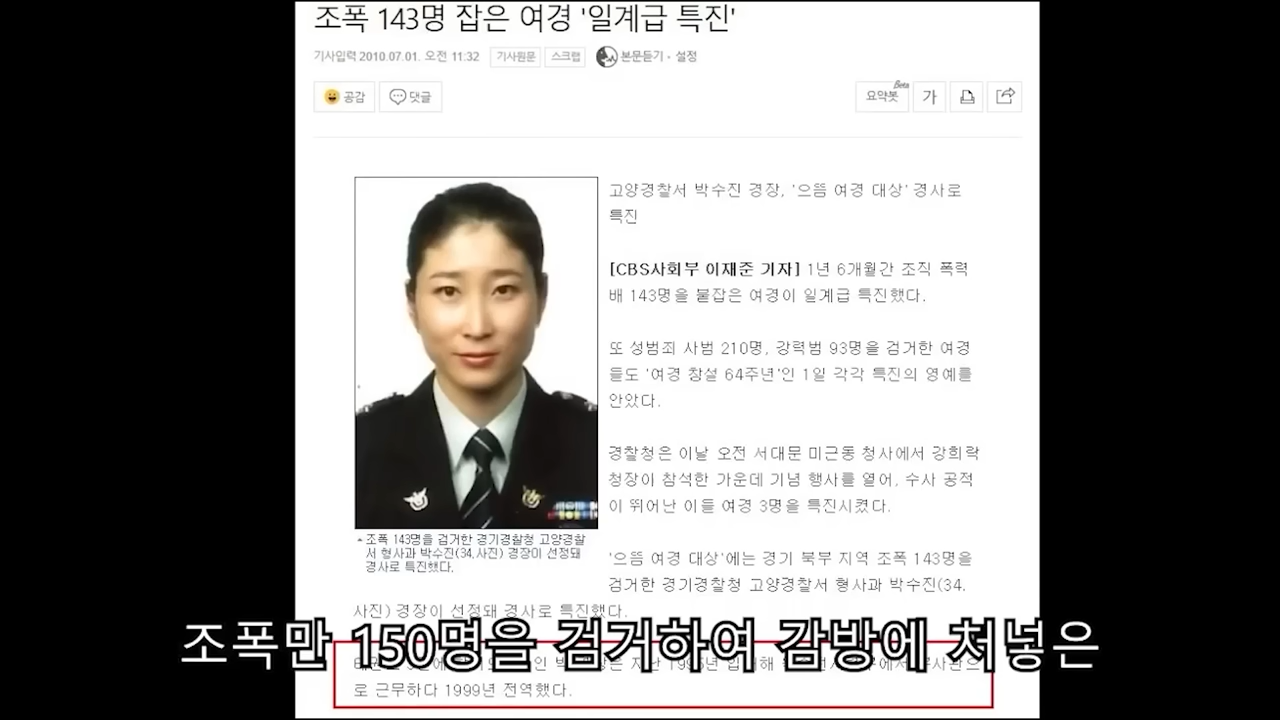 조폭 143명 잡은 여경 '일계급 특진'
기사입력 2010.07.01. 오전 11:32 기사원문 스크랩 본문듣기 · 설정
공감 댓글 요약봇 Beta 가
고양경찰서 박수진 경장, '으뜸 여경 대상' 경사로
특진
[CBS사회부 이재준 기자] 1년 6개월간 조직 폭력
배 143명을 붙잡은 여경이 일계급 특진했다.
또 성범죄 사범 210명, 강력범 93명을 검거한 여경
들도 '여경 창설 64주년'인 1일 각각 특진의 영예를
안았다.
경찰청은 이날 오전 서대문 미근동 청사에서 강희락
청장이 참석한 가운데 기념 행사를 열어, 수사 공적
이 뛰어난 이들 여경 3명을 특진시켰다.
조폭 143명을 검거한 경기경찰청 고양경찰
서 형사과 박수진(34.사진) 경장이 선정돼
경사로 특진했다.
'으뜸 여경 대상'에는 경기 북부 지역 조폭 143명을
검거한 경기경찰청 고양경찰서 형사과 박수진(34.
사진) 경장이 선정돼 경사로 특진했다.
조폭만 150명을 검거하여 감방에 처넣은
로 근무하다 1999년 전역했다.